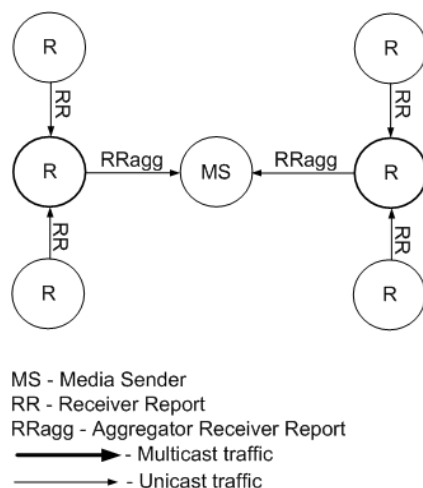 R
R
RR
RR
RRagg
RRagg
R
MS
R
RR
RR
R
R
MS - Media Sender
RR - Receiver Report
RRagg - Aggregator Receiver Report
- Multicast traffic
- Unicast traffic